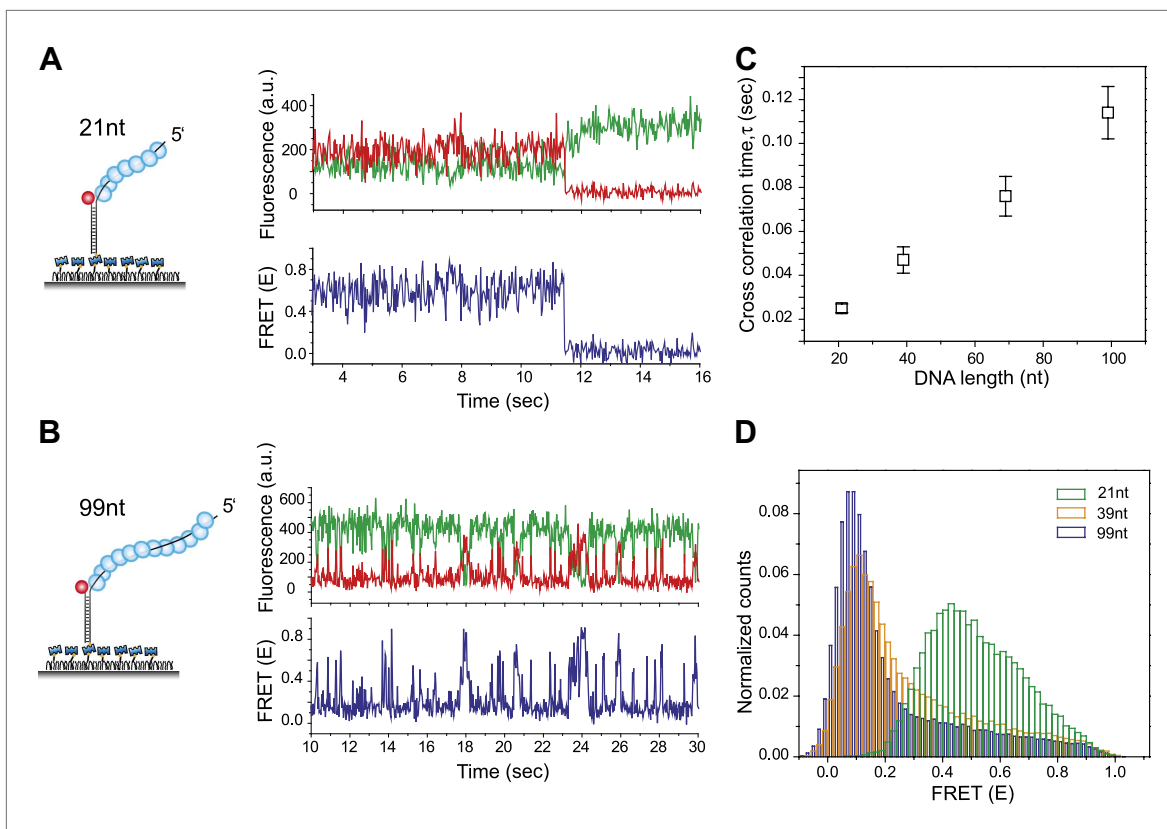 A
21nt
5'
Fluorescence (a.u.)
400
200
0
FRET (E)
0.8
0.4
0.0
4 6 8 10 12 14 16
Time (sec)
B
99nt
5'
Fluorescence (a.u.)
600
400
200
0
FRET (E)
0.8
0.4
0.0
10 12 14 16 18 20 22 24 26 28 30
Time (sec)
C
Cross correlation time,τ (sec)
0.12
0.10
0.08
0.06
0.04
0.02
20 40 60 80 100
DNA length (nt)
D
Normalized counts
0.08
0.06
0.04
0.02
0.00
21nt
39nt
99nt
0.0 0.2 0.4 0.6 0.8 1.0
FRET (E)